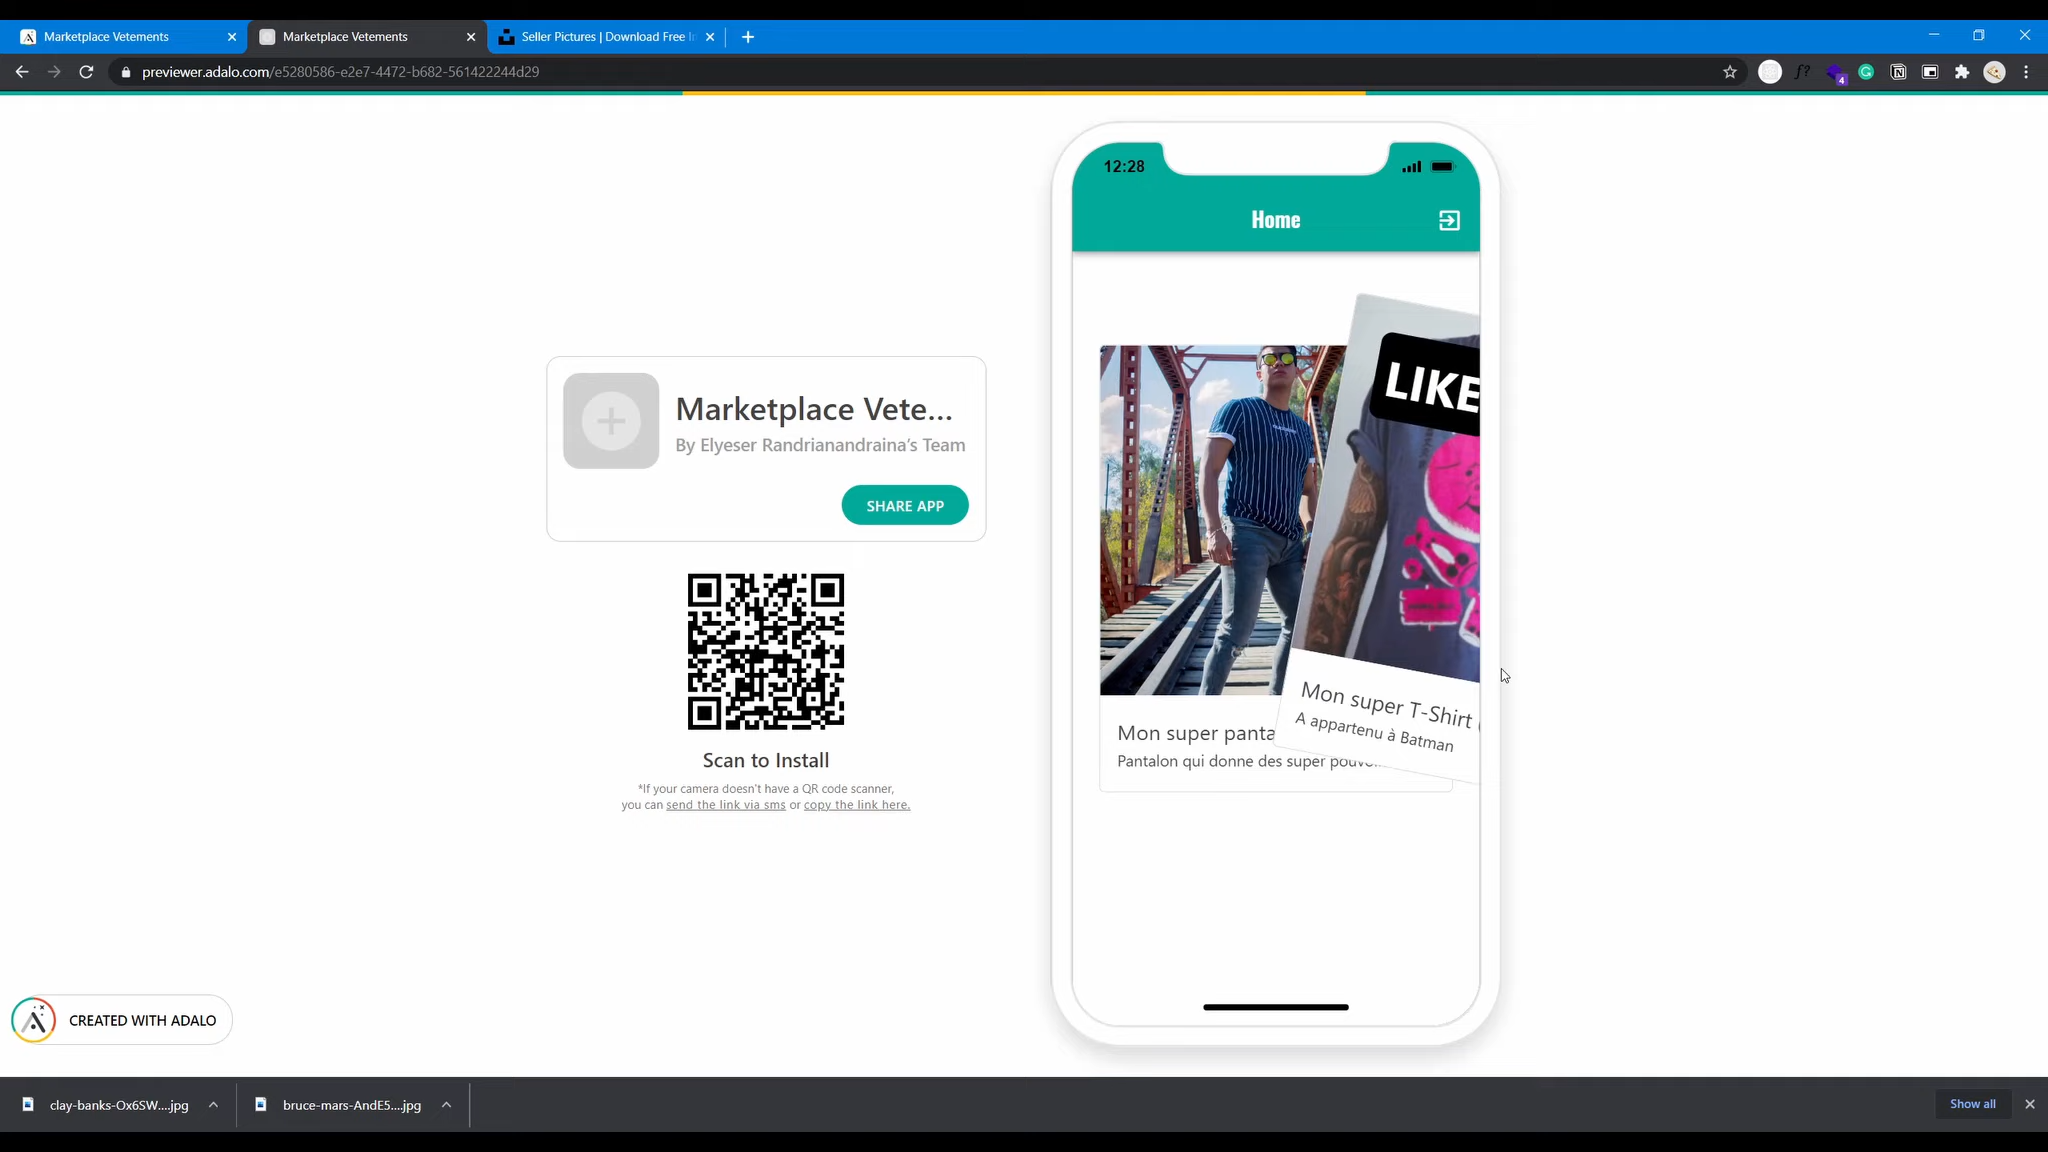 Marketplace Vetements
Marketplace Vetements
Seller Pictures | Download Free
previewer.adalo.com/e5280586-e2e7-4472-b682-561422244d29
f?
4
12:28
Home
LIKE
Marketplace Vete...
By Elyeser Randrianandraina's Team
SHARE APP
Scan to Install
*If your camera doesn't have a QR code scanner,
you can send the link via sms or copy the link here.
Mon super T-Shirt
A appartenu à Batman
Mon super panta
Pantalon qui donne des super
CREATED WITH ADALO
clay-banks-Ox6SW....jpg
bruce-mars-AndE5....jpg
Show all